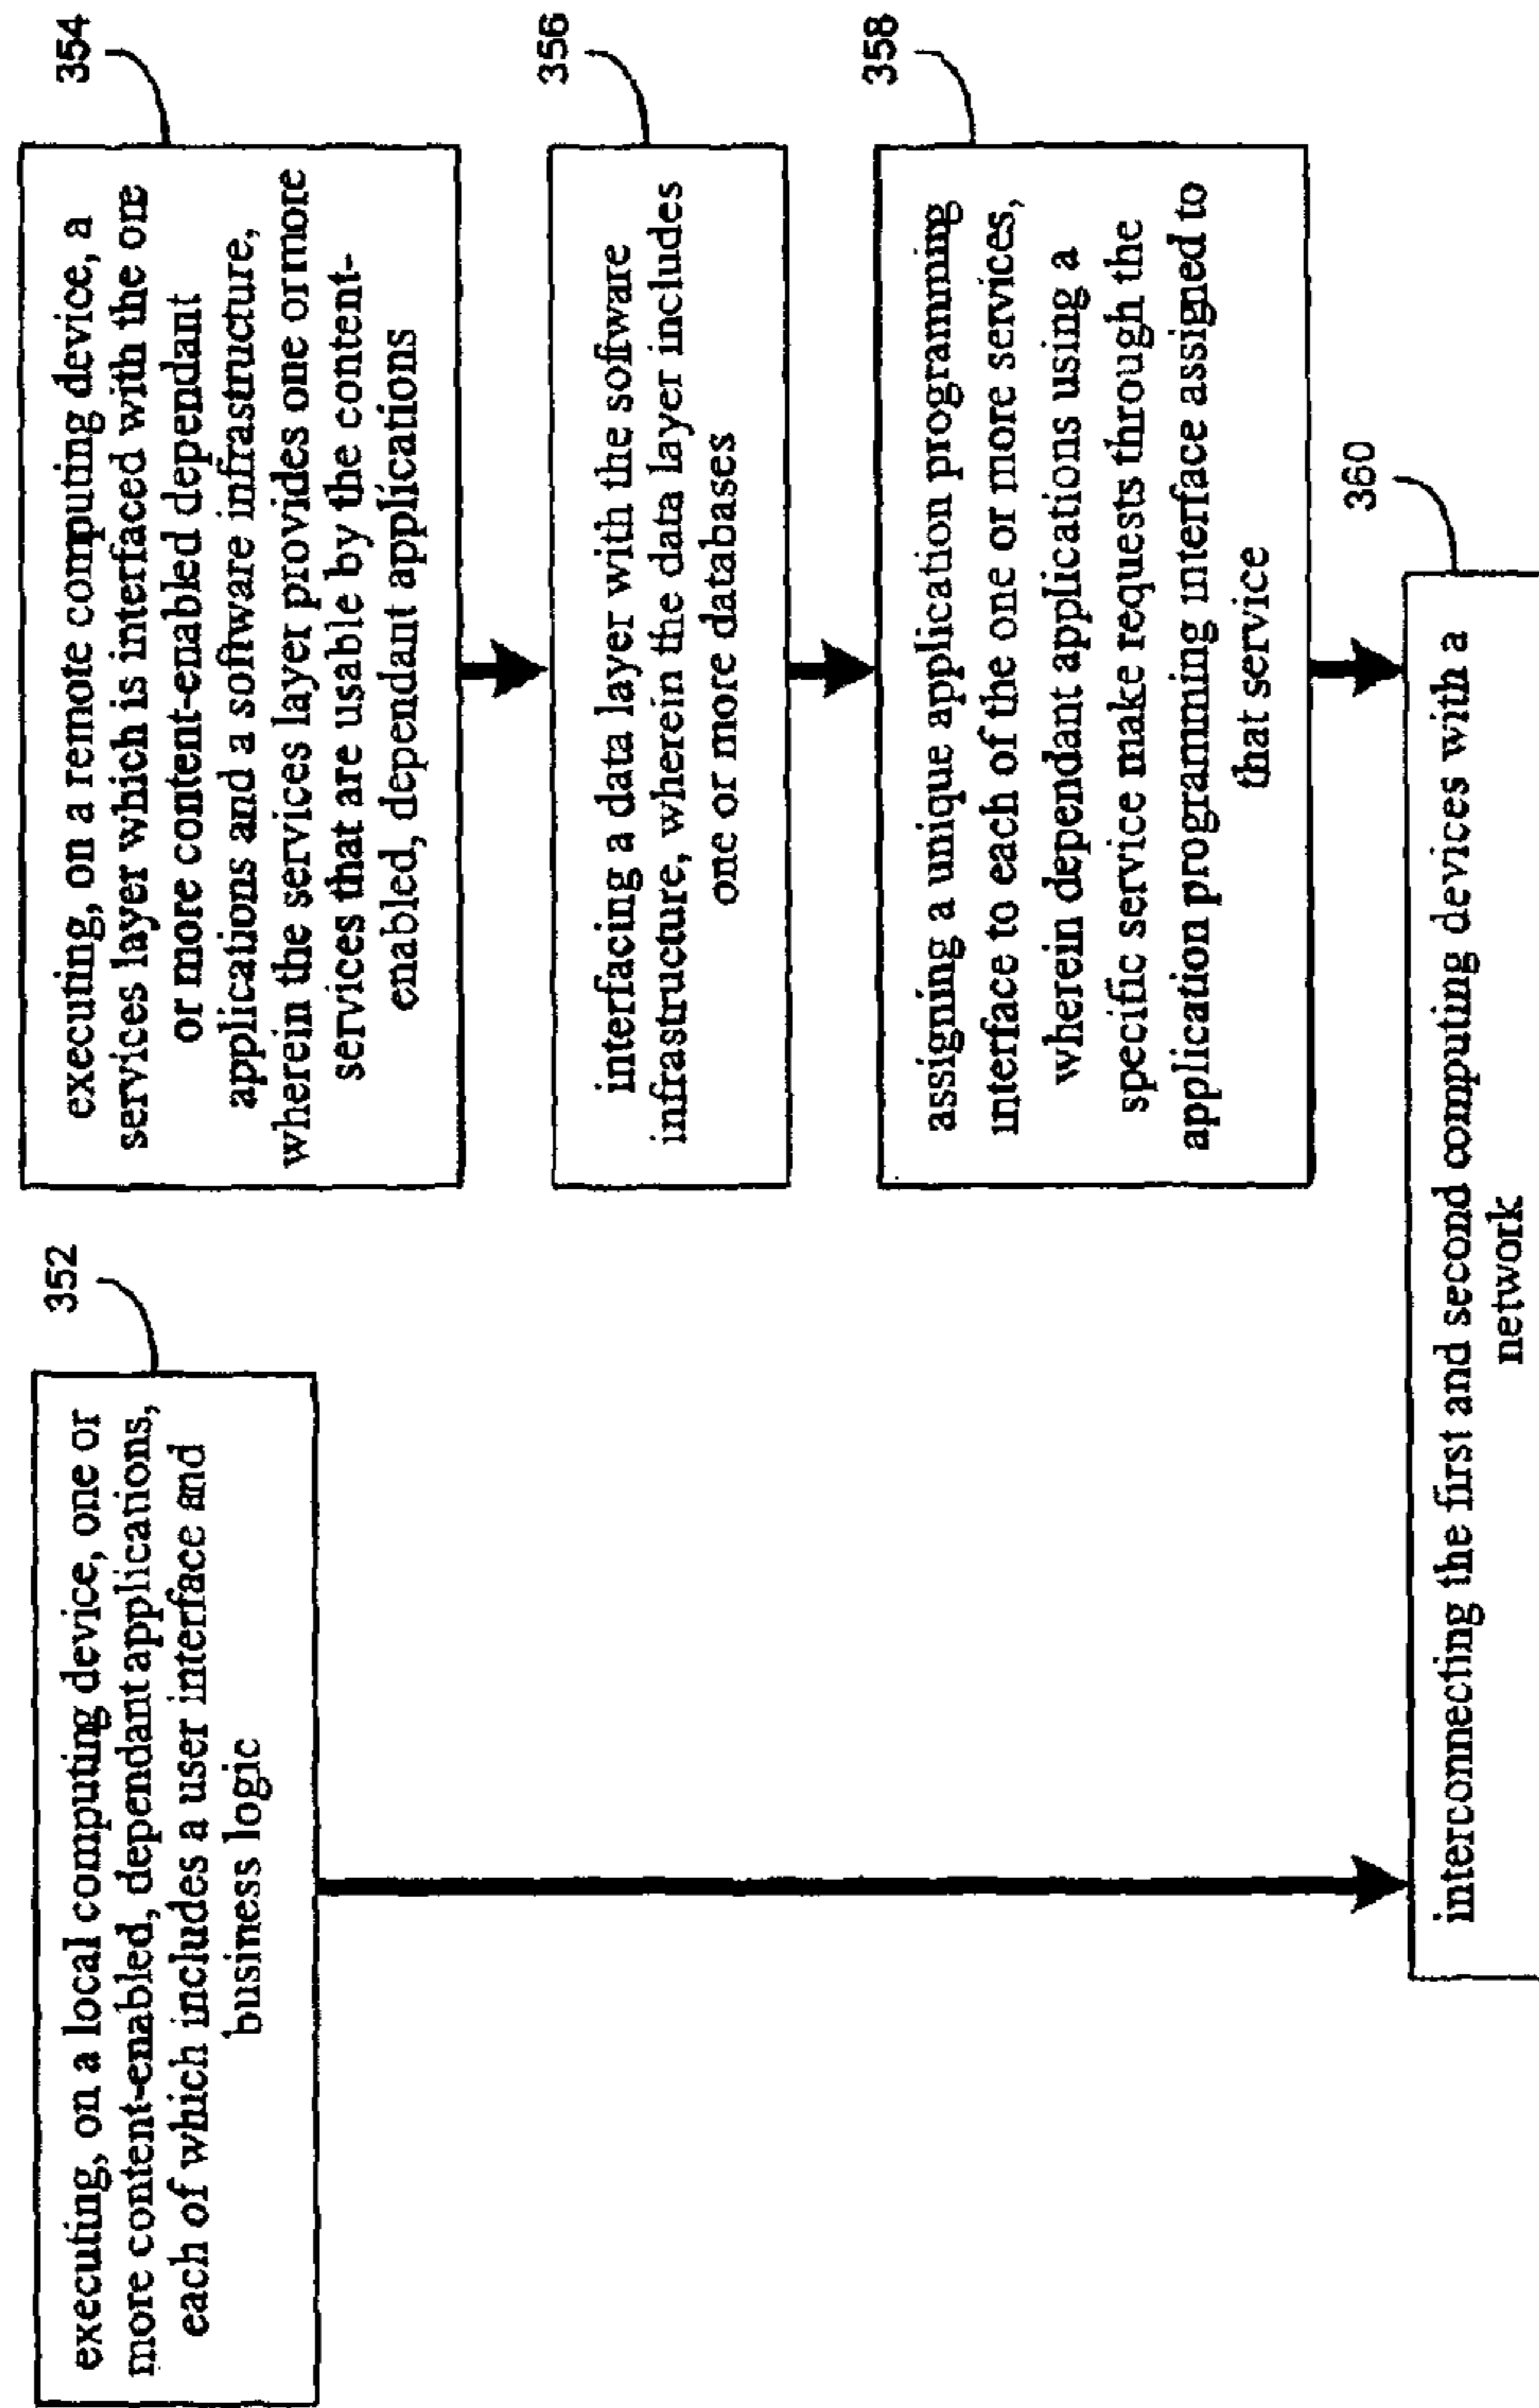 352
executing, on a local computing device, one or
more content-enabled, dependant applications,
each of which includes a user interface and
business logic
354
executing, on a remote computing device, a
services layer which is interfaced with the one
or more content-enabled dependant
applications and a software infrastructure,
wherein the services layer provides one or more
services that are usable by the content-
enabled, dependant applications
356
interfacing a data layer with the software
infrastructure, wherein the data layer includes
one or more databases
358
assigning a unique application programming
interface to each of the one or more services,
wherein dependant applications using a
specific service make requests through the
application programming interface assigned to
that service
360
interconnecting the first and second computing devices with a
network